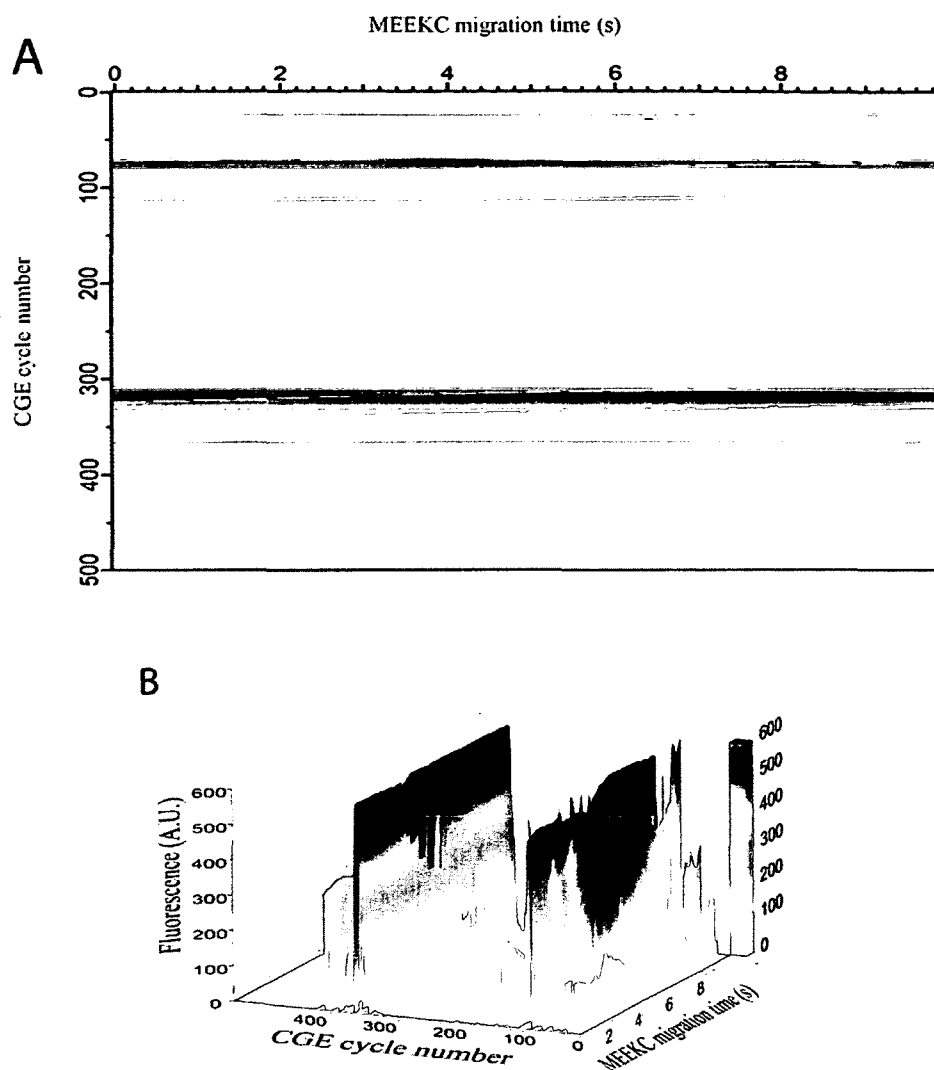 MEEKC migration time (s)
A
0 2 4 6 8
0
100
200
300
400
500
CGE cycle number
B
600
500
400
300
200
100
0
Fluorescence (A.U.)
400 300 200 100 0
CGE cycle number
2 4 6 8
MEEKC migration time (s)
600
500
400
300
200
100
0